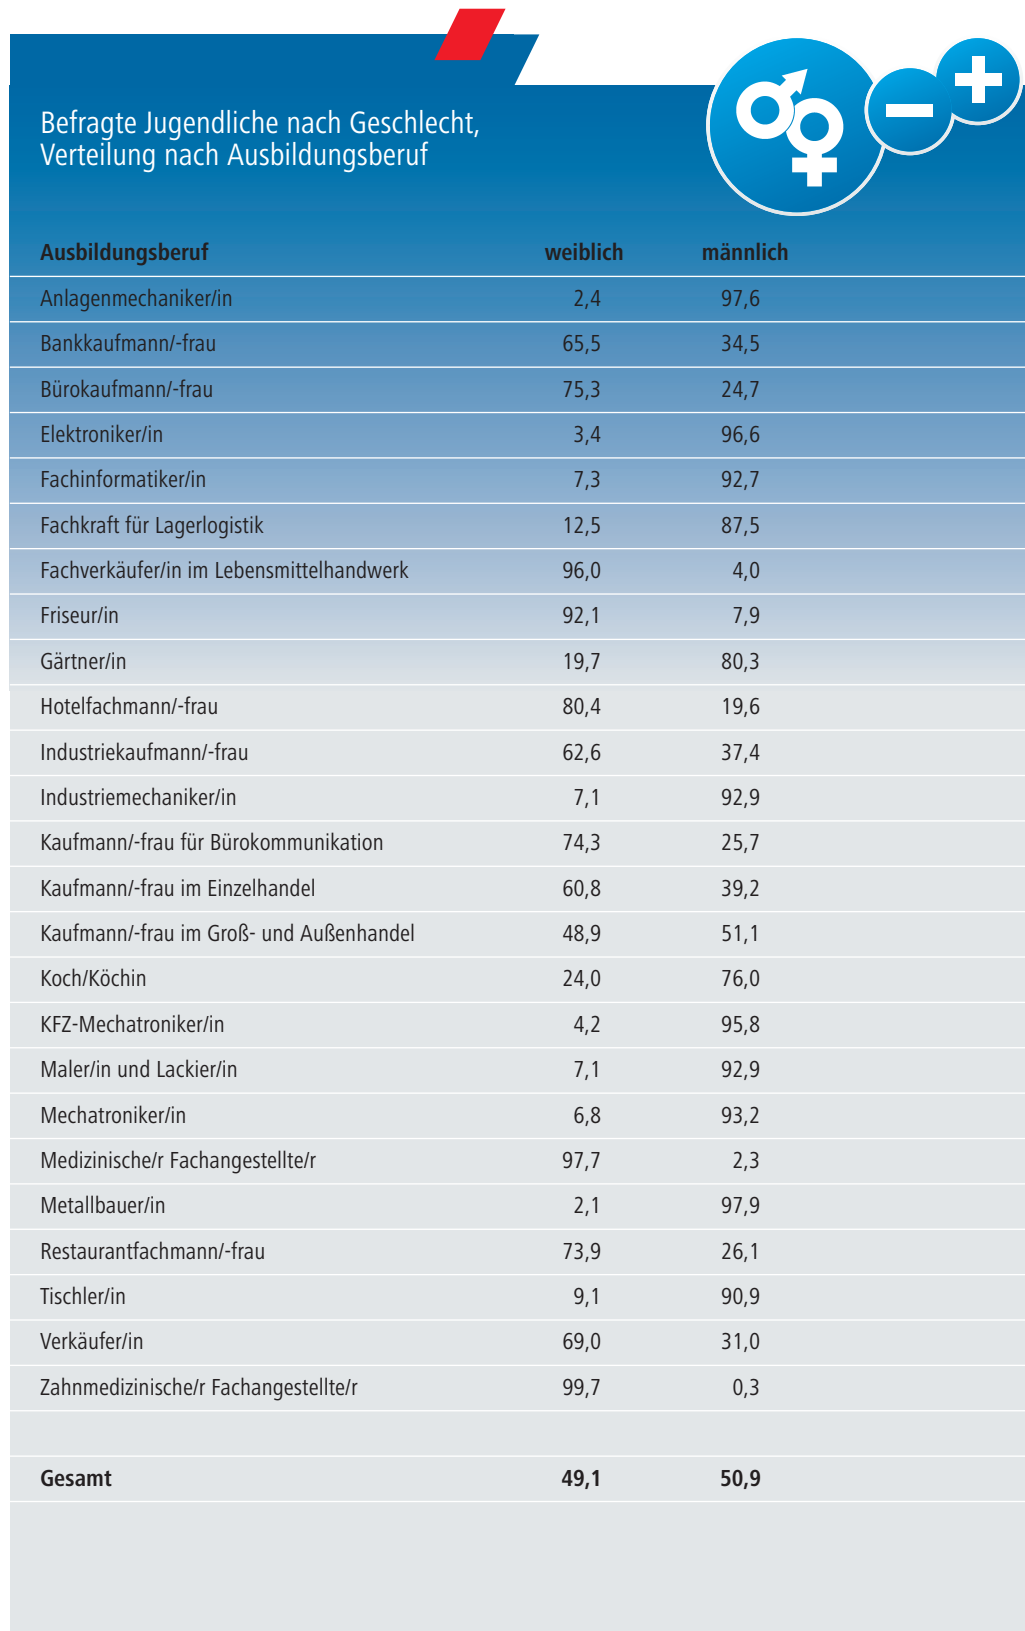 Befragte Jugendliche nach Geschlecht,
Verteilung nach Ausbildungsberuf
Ausbildungsberuf weiblich männlich
Anlagenmechaniker/in 2,4 97,6
Bankkaufmann/-frau 65,5 34,5
Bürokaufmann/-frau 75,3 24,7
Elektroniker/in 3,4 96,6
Fachinformatiker/in 7,3 92,7
Fachkraft für Lagerlogistik 12,5 87,5
Fachverkäufer/in im Lebensmittelhandwerk 96,0 4,0
Friseur/in 92,1 7,9
Gärtner/in 19,7 80,3
Hotelfachmann/-frau 80,4 19,6
Industriekaufmann/-frau 62,6 37,4
Industriemechaniker/in 7,1 92,9
Kaufmann/-frau für Bürokommunikation 74,3 25,7
Kaufmann/-frau im Einzelhandel 60,8 39,2
Kaufmann/-frau im Groß- und Außenhandel 48,9 51,1
Koch/Köchin 24,0 76,0
KFZ-Mechatroniker/in 4,2 95,8
Maler/in und Lackier/in 7,1 92,9
Mechatroniker/in 6,8 93,2
Medizinische/r Fachangestellte/r 97,7 2,3
Metallbauer/in 2,1 97,9
Restaurantfachmann/-frau 73,9 26,1
Tischler/in 9,1 90,9
Verkäufer/in 69,0 31,0
Zahnmedizinische/r Fachangestellte/r 99,7 0,3
Gesamt 49,1 50,9